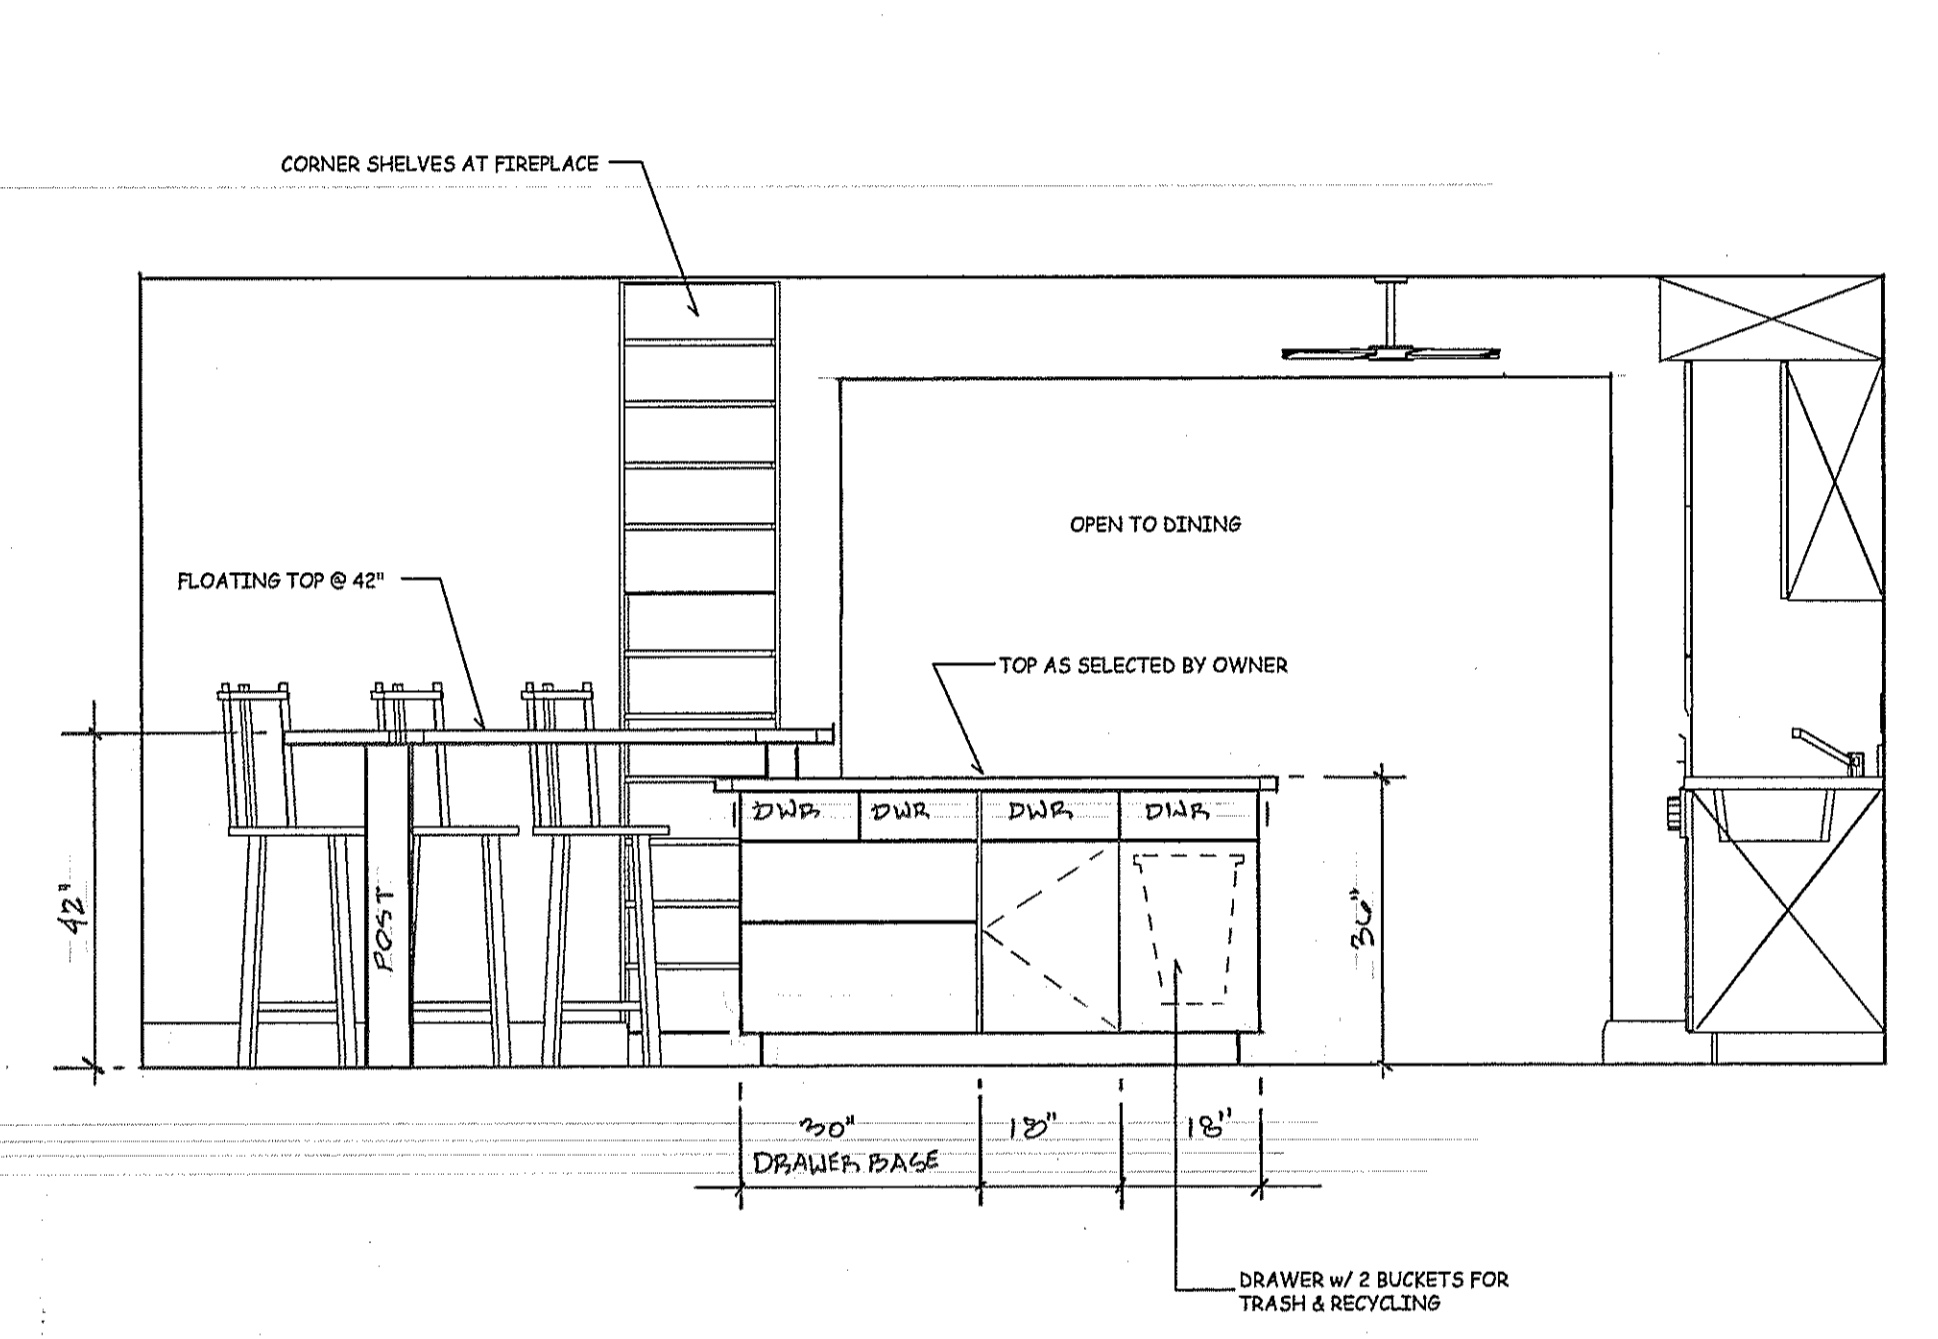 CORNER SHELVES AT FIREPLACE
OPEN TO DINING
FLOATING TOP @ 42"
TOP AS SELECTED BY OWNER
DWR DWR DWR DWR
42"
POST
36"
30" 18" 18"
DRAWER BASE
DRAWER w/ 2 BUCKETS FOR
TRASH & RECYCLING